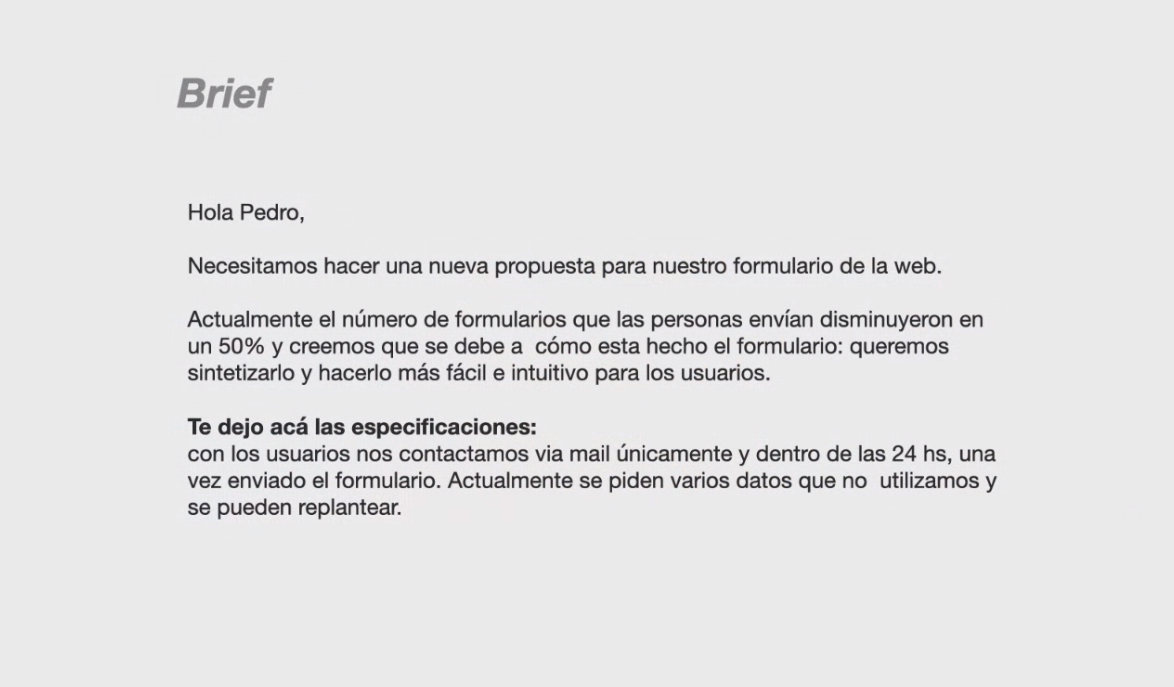 Brief
Hola Pedro,
Necesitamos hacer una nueva propuesta para nuestro formulario de la web.
Actualmente el número de formularios que las personas envían disminuyeron en
un 50% y creemos que se debe a  cómo esta hecho el formulario: queremos
sintetizarlo y hacerlo más fácil e intuitivo para los usuarios.
Te dejo acá las especificaciones:
con los usuarios nos contactamos via mail únicamente y dentro de las 24 hs, una
vez enviado el formulario. Actualmente se piden varios datos que no  utilizamos y
se pueden replantear.